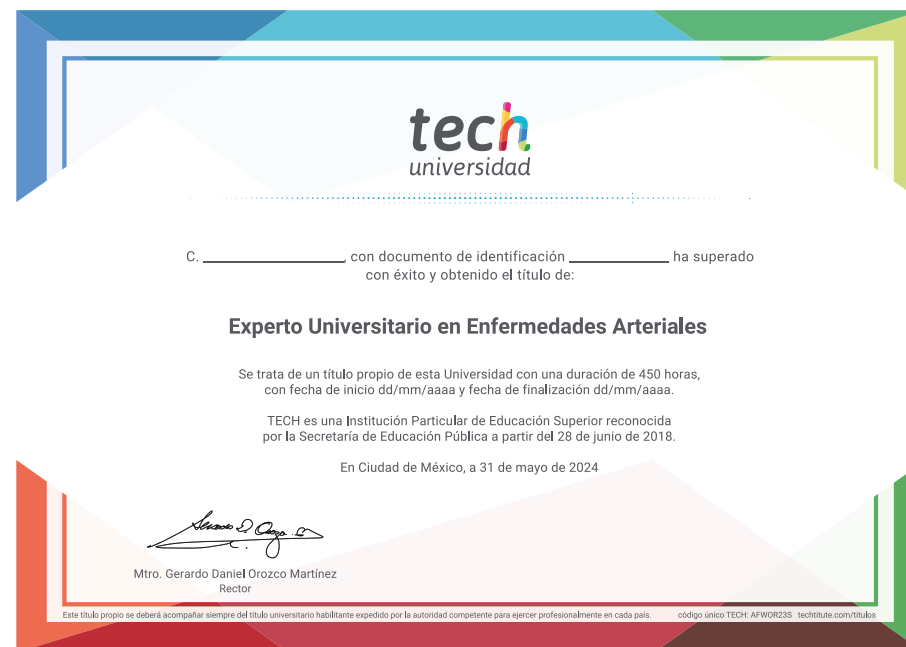 tech
universidad
C. ____________________, con documento de identificación ______________ ha superado
con éxito y obtenido el título de:
Experto Universitario en Enfermedades Arteriales
Se trata de un título propio de esta Universidad con una duración de 450 horas,
con fecha de inicio dd/mm/aaaa y fecha de finalización dd/mm/aaaa.
TECH es una Institución Particular de Educación Superior reconocida
por la Secretaría de Educación Pública a partir del 28 de junio de 2018.
En Ciudad de México, a 31 de mayo de 2024
Mtro. Gerardo Daniel Orozco Martínez
Rector
Este título propio se deberá acompañar siempre del título universitario habilitante expedido por la autoridad competente para ejercer profesionalmente en cada país. código único TECH: AFWOR23S techtitute.com/titulos